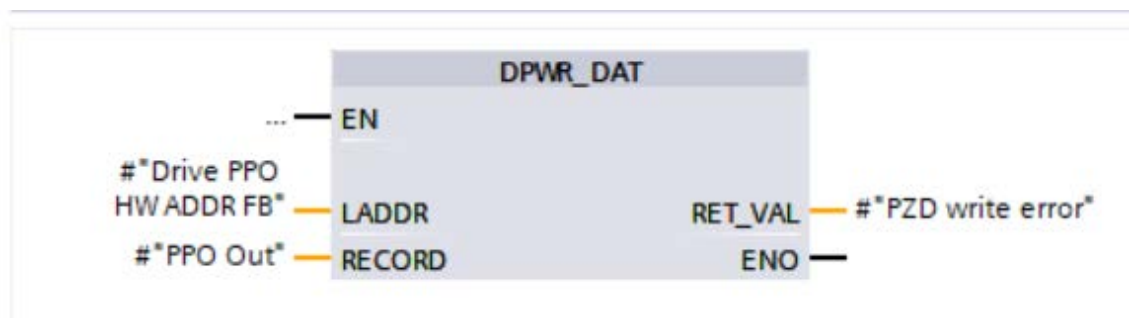 DPWR_DAT
... EN
#"Drive PPO
HW ADDR FB" LADDR RET_VAL #"PZD write error"
#"PPO Out" RECORD ENO